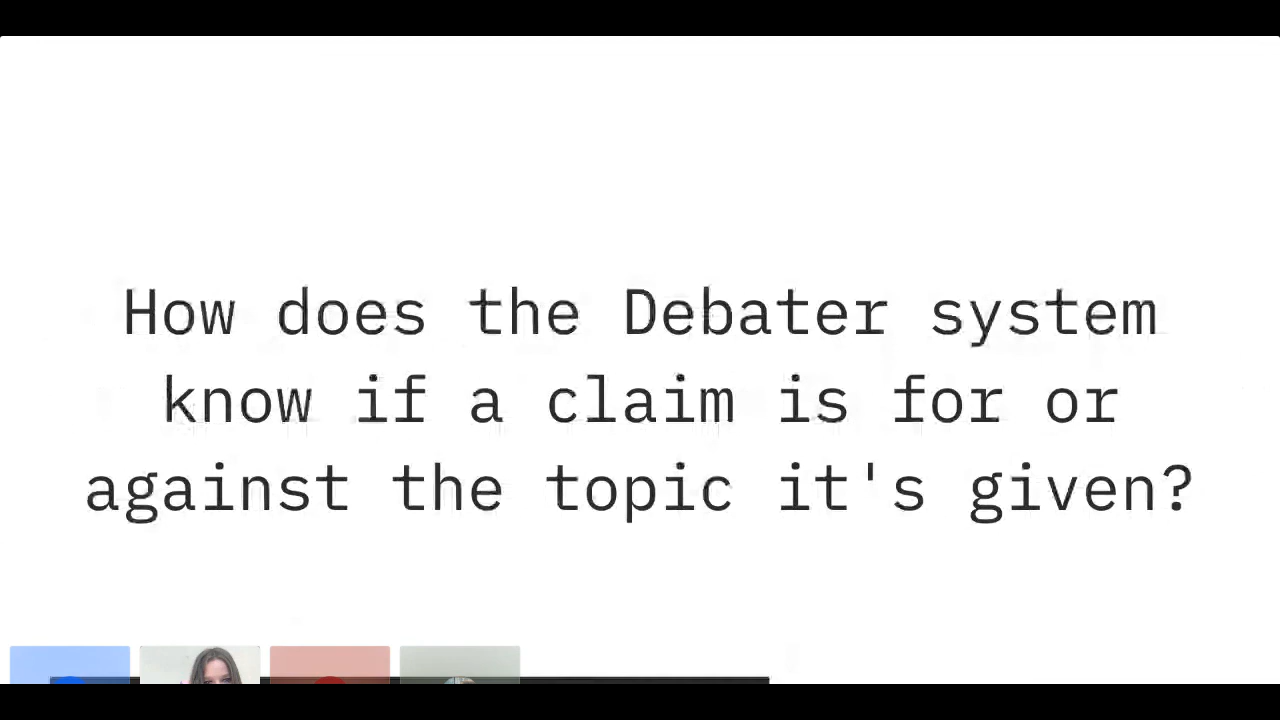 How does the Debater system
know if a claim is for or
against the topic it's given?